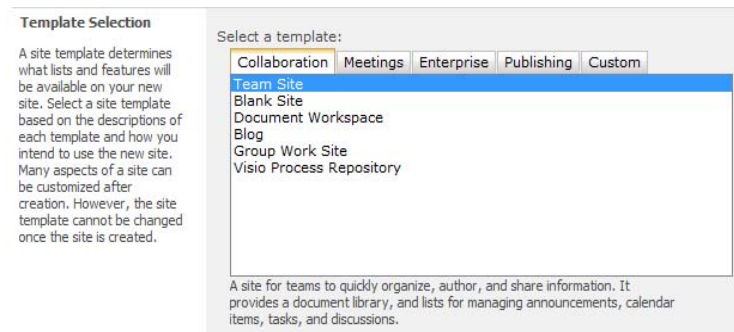 Template Selection
A site template determines
what lists and features will
be available on your new
site. Select a site template
based on the descriptions of
each template and how you
intend to use the new site.
Many aspects of a site can
be customized after
creation. However, the site
template cannot be changed
once the site is created.
Select a template:
Collaboration Meetings Enterprise Publishing Custom
Team Site
Blank Site
Document Workspace
Blog
Group Work Site
Visio Process Repository
A site for teams to quickly organize, author, and share information. It
provides a document library, and lists for managing announcements, calendar
items, tasks, and discussions.